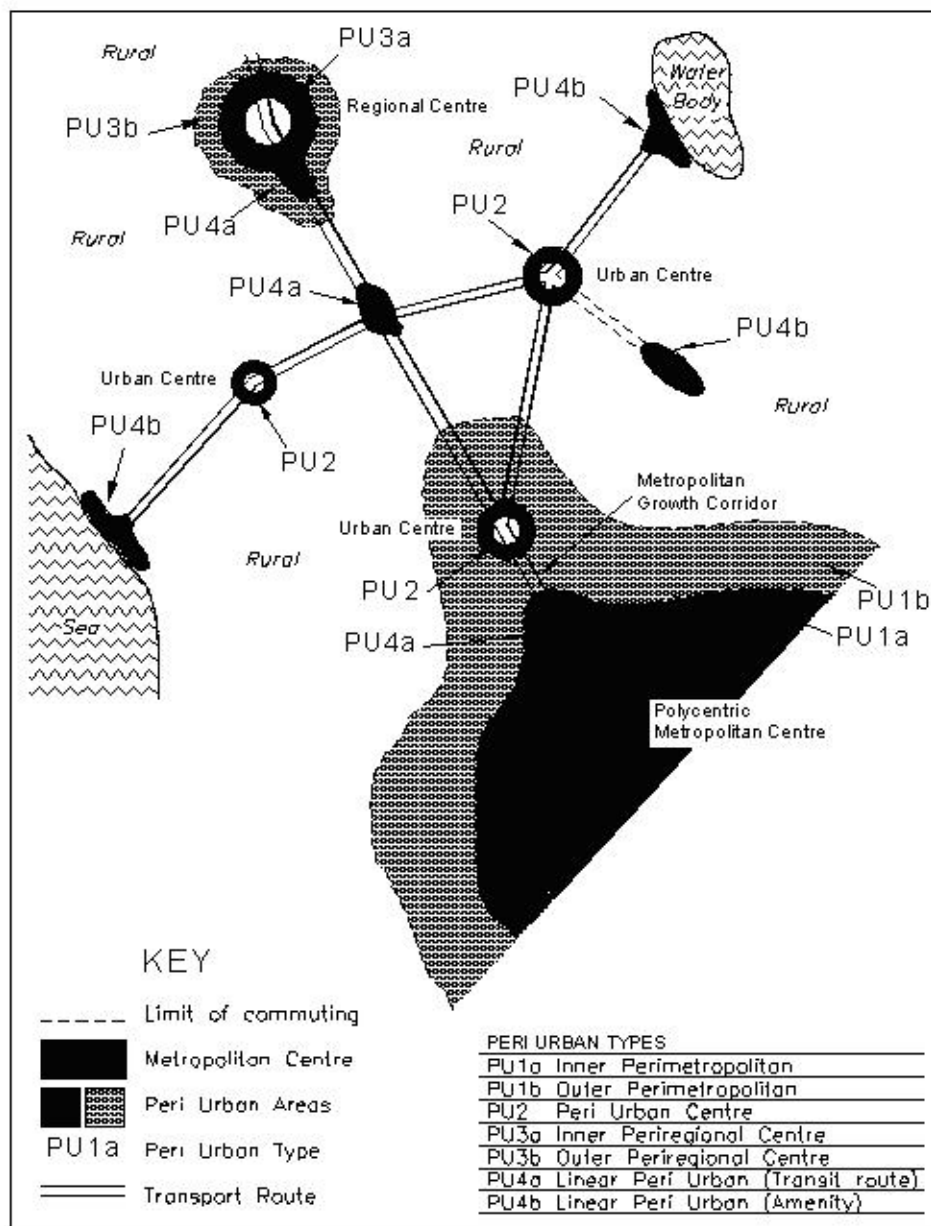 PU3a
Rural
Regional Centre
PU3b
PU4b
Water
Body
Rural
PU4a
PU2
Rural
Urban Centre
PU4a
PU4b
Urban Centre
Rural
PU4b
PU2
Metropolitan
Growth Corridor
Urban Centre
Rural
PU2
PU1b
Sea
PU4a
PU1a
Polycentric
Metropolitan Centre
KEY
Limit of commuting
Metropolitan Centre
Peri Urban Areas
PU1a Peri Urban Type
Transport Route
PERI URBAN TYPES
PU1a Inner Perimetropolitan
PU1b Outer Perimetropolitan
PU2 Peri Urban Centre
PU3a Inner Periregional Centre
PU3b Outer Periregional Centre
PU4a Linear Peri Urban (Transit route)
PU4b Linear Peri Urban (Amenity)